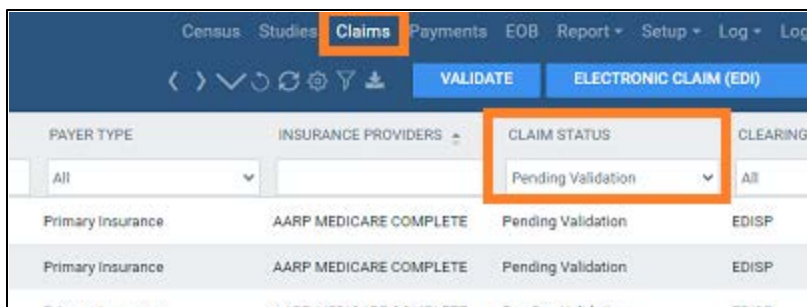 Census Studies Claims Payments EOB Report Setup Log Log
VALIDATE ELECTRONIC CLAIM (EDI)
PAYER TYPE INSURANCE PROVIDERS CLAIM STATUS CLEARING
All Pending Validation All
Primary Insurance AARP MEDICARE COMPLETE Pending Validation EDISP
Primary Insurance AARP MEDICARE COMPLETE Pending Validation EDISP